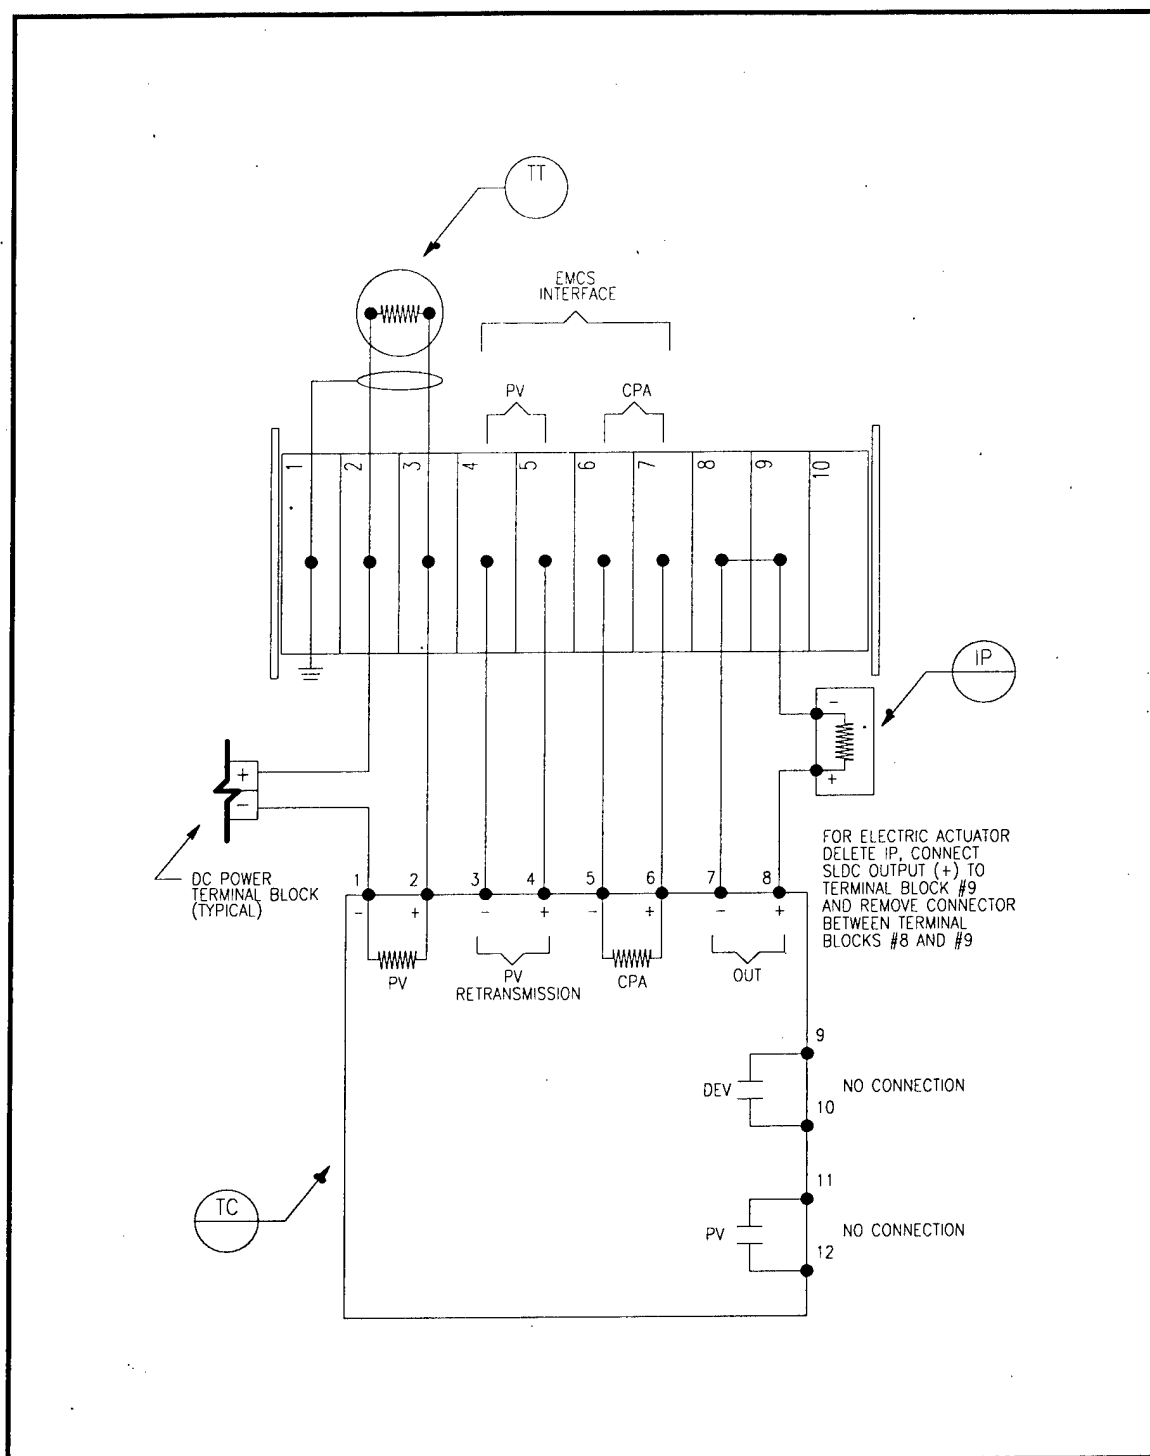 TT
EMCS
INTERFACE
PV
CPA
1
2
3
4
5
6
7
8
9
10
IP
−
+
+
−
DC POWER
TERMINAL BLOCK
(TYPICAL)
FOR ELECTRIC ACTUATOR
DELETE IP, CONNECT
SLDC OUTPUT (+) TO
TERMINAL BLOCK #9
AND REMOVE CONNECTOR
BETWEEN TERMINAL
BLOCKS #8 AND #9
1 2 3 4 5 6 7 8
− + − + − + − +
PV
PV
RETRANSMISSION
CPA
OUT
9
DEV
NO CONNECTION
10
11
PV
NO CONNECTION
12
TC